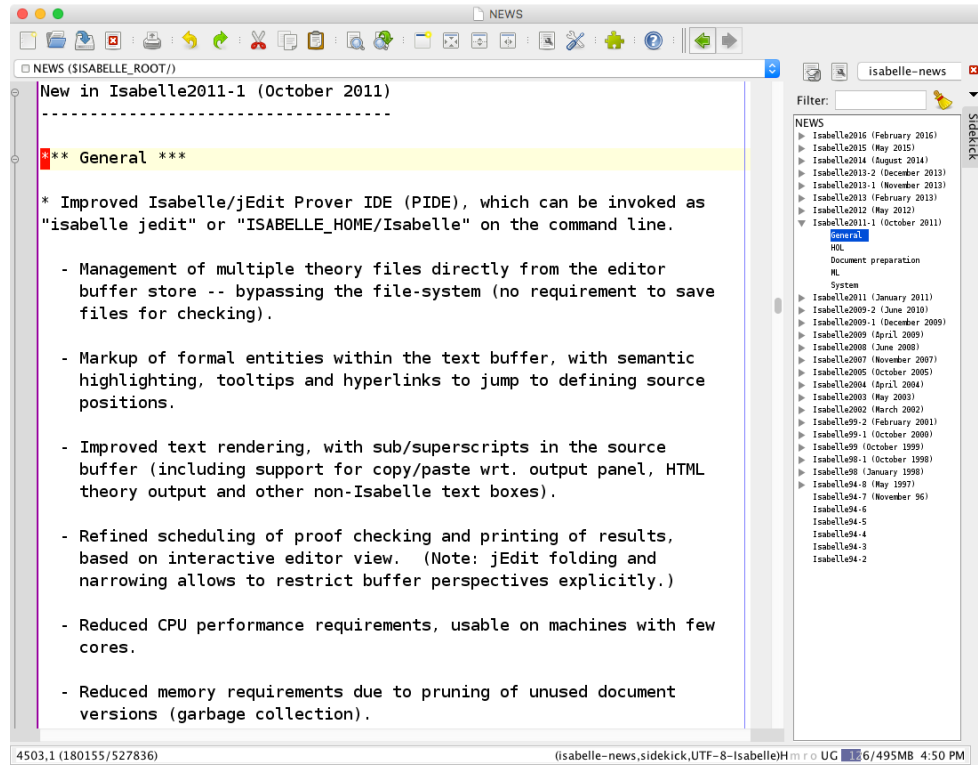 NEWS
NEWS ($ISABELLE_ROOT/)
New in Isabelle2011-1 (October 2011)
------------------------------------
*** General ***
* Improved Isabelle/jEdit Prover IDE (PIDE), which can be invoked as
"isabelle jedit" or "ISABELLE_HOME/Isabelle" on the command line.
- Management of multiple theory files directly from the editor
buffer store -- bypassing the file-system (no requirement to save
files for checking).
- Markup of formal entities within the text buffer, with semantic
highlighting, tooltips and hyperlinks to jump to defining source
positions.
- Improved text rendering, with sub/superscripts in the source
buffer (including support for copy/paste wrt. output panel, HTML
theory output and other non-Isabelle text boxes).
- Refined scheduling of proof checking and printing of results,
based on interactive editor view.  (Note: jEdit folding and
narrowing allows to restrict buffer perspectives explicitly.)
- Reduced CPU performance requirements, usable on machines with few
cores.
- Reduced memory requirements due to pruning of unused document
versions (garbage collection).
isabelle-news
Filter:
Sidekick
NEWS
Isabelle2016 (February 2016)
Isabelle2015 (May 2015)
Isabelle2014 (August 2014)
Isabelle2013-2 (December 2013)
Isabelle2013-1 (November 2013)
Isabelle2013 (February 2013)
Isabelle2012 (May 2012)
Isabelle2011-1 (October 2011)
General
HOL
Document preparation
ML
System
Isabelle2011 (January 2011)
Isabelle2009-2 (June 2010)
Isabelle2009-1 (December 2009)
Isabelle2009 (April 2009)
Isabelle2008 (June 2008)
Isabelle2007 (November 2007)
Isabelle2005 (October 2005)
Isabelle2004 (April 2004)
Isabelle2003 (May 2003)
Isabelle2002 (March 2002)
Isabelle99-2 (February 2001)
Isabelle99-1 (October 2000)
Isabelle99 (October 1999)
Isabelle98-1 (October 1998)
Isabelle98 (January 1998)
Isabelle94-8 (May 1997)
Isabelle94-7 (November 96)
Isabelle94-6
Isabelle94-5
Isabelle94-4
Isabelle94-3
Isabelle94-2
4503,1 (180155/527836)
(isabelle-news,sidekick,UTF-8-Isabelle)H m r o UG 126/495MB 4:50 PM